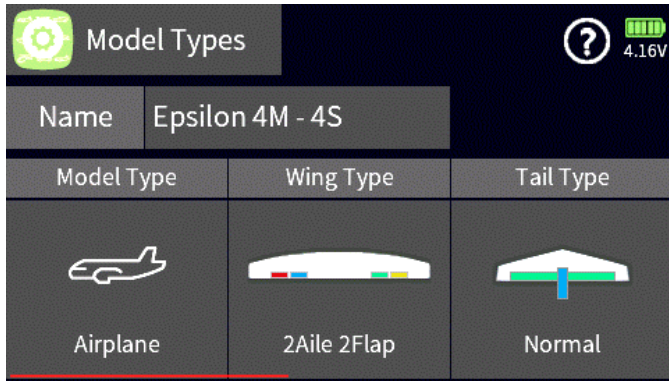 Model Types
?
4.16V
Name Epsilon 4M - 4S
Model Type Wing Type Tail Type
Airplane 2Aile 2Flap Normal